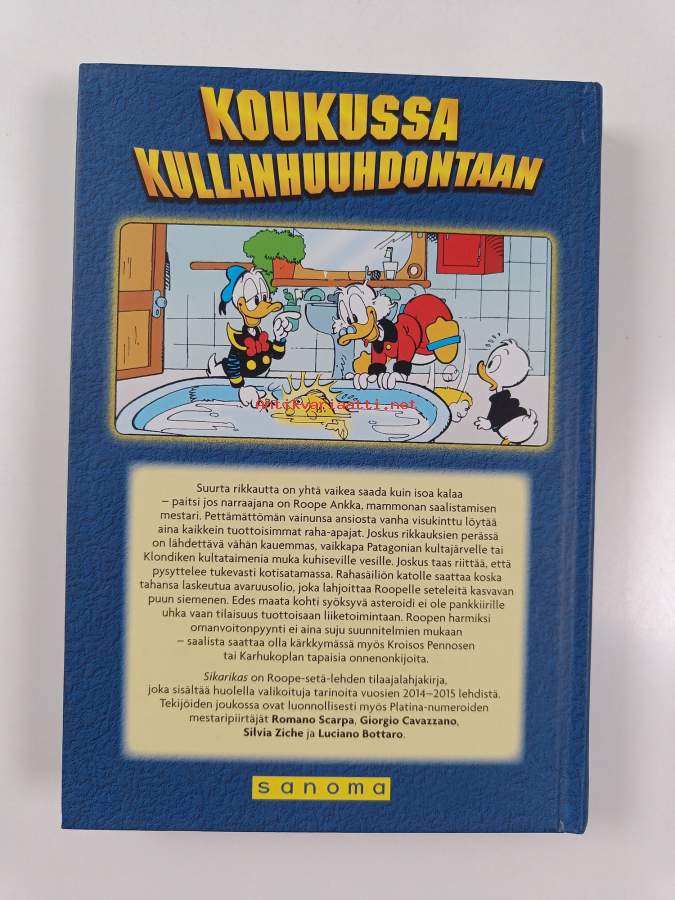 KOUKUSSA
KULLANHUUHDONTAAN
antikvariaatti.net
Suurta rikkautta on yhtä vaikea saada kuin isoa kalaa
– paitsi jos narraajana on Roope Ankka, mammonan saalistamisen
mestari. Pettämättömän vainunsa ansiosta vanha visukinttu löytää
aina kaikkein tuottoisimmat raha-apajat. Joskus rikkauksien perässä
on lähdettävä vähän kauemmas, vaikkapa Patagonian kultajärvelle tai
Klondiken kultataimenia muka kuhiseville vesille. Joskus taas riittää, että
pysyttelee tukevasti kotisatamassa. Rahasäiliön katolle saattaa koska
tahansa laskeutua avaruusolio, joka lahjoittaa Roopelle seteleitä kasvavan
puun siemenen. Edes maata kohti syöksyvä asteroidi ei ole pankkiirille
uhka vaan tilaisuus tuottoisaan liiketoimintaan. Roopen harmiksi
omanvoitonpyynti ei aina suju suunnitelmien mukaan
– saalista saattaa olla kärkkymässä myös Kroisos Pennosen
tai Karhukoplan tapaisia onnenonkijoita.
Sikarikas on Roope-setä-lehden tilaajalahjakirja,
joka sisältää huolella valikoituja tarinoita vuosien 2014–2015 lehdistä.
Tekijöiden joukossa ovat luonnollisesti myös Platina-numeroiden
mestaripiirtäjät Romano Scarpa, Giorgio Cavazzano,
Silvia Ziche ja Luciano Bottaro.
sanoma